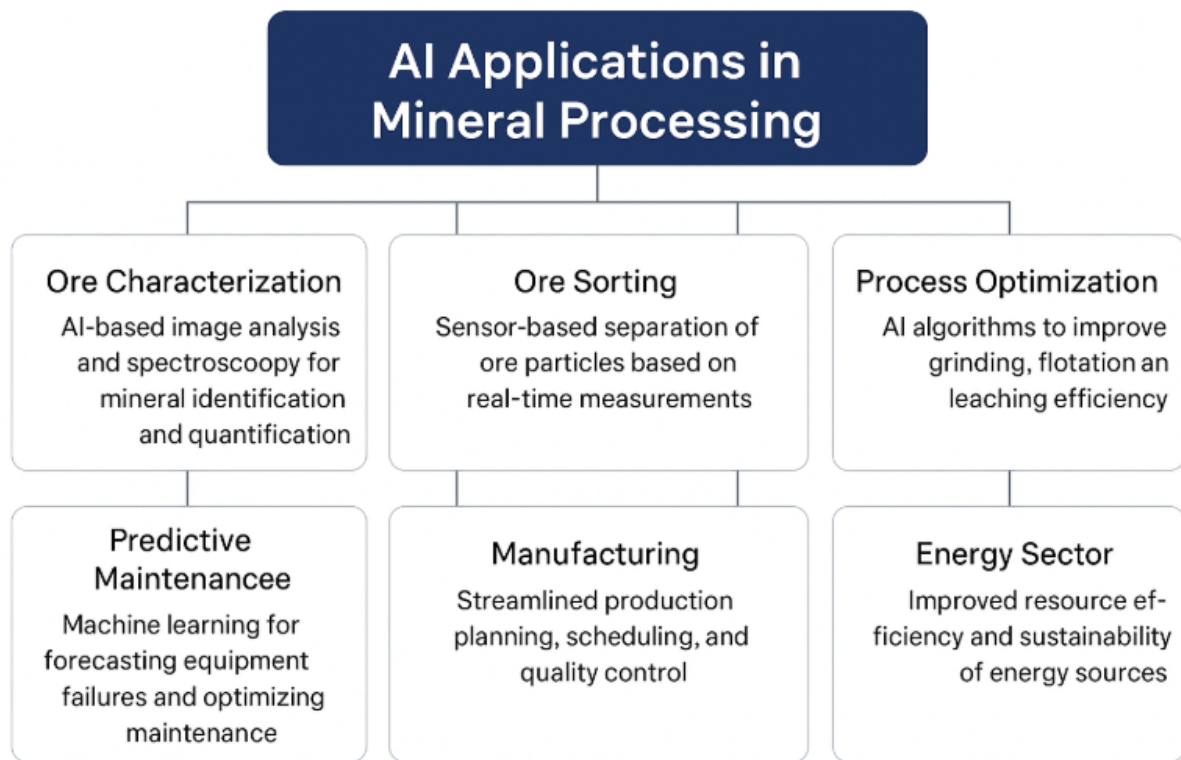 AI Applications in
Mineral Processing
Ore Characterization
AI-based image analysis
and spectroscoopy for
mineral identification
and quantification
Ore Sorting
Sensor-based separation of
ore particles based on
real-time measurements
Process Optimization
AI algorithms to improve
grinding, flotation an
leaching efficiency
Predictive
Maintenancee
Machine learning for
forecasting equipment
failures and optimizing
maintenance
Manufacturing
Streamlined production
planning, scheduling, and
quality control
Energy Sector
Improved resource ef-
ficiency and sustainability
of energy sources